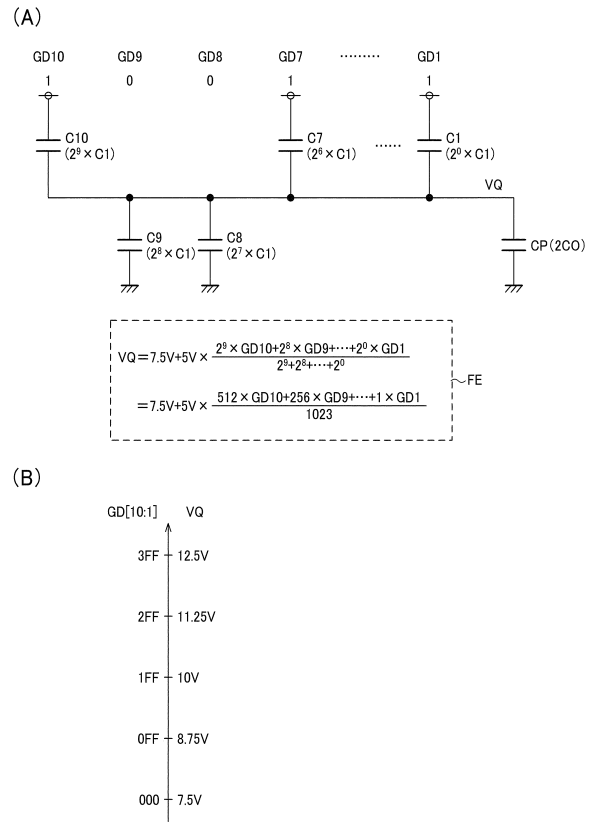 (A)
GD10 GD9 GD8 GD7 ········· GD1
1 0 0 1 1
C10 C7 ······ C1
(2⁹×C1) (2⁶×C1) (2⁰×C1)
VQ
C9 C8 CP(2CO)
(2⁸×C1) (2⁷×C1)
VQ=7.5V+5V× 2⁹×GD10+2⁸×GD9+···+2⁰×GD1
2⁹+2⁸+···+2⁰
=7.5V+5V× 512×GD10+256×GD9+···+1×GD1
1023
FE
(B)
GD[10:1] VQ
3FF 12.5V
2FF 11.25V
1FF 10V
0FF 8.75V
000 7.5V